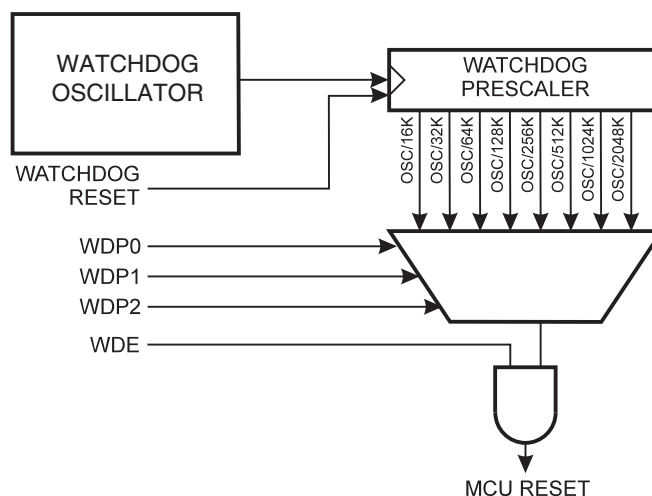 WATCHDOG
OSCILLATOR
WATCHDOG
PRESCALER
OSC/16K
OSC/32K
OSC/64K
OSC/128K
OSC/256K
OSC/512K
OSC/1024K
OSC/2048K
WATCHDOG
RESET
WDP0
WDP1
WDP2
WDE
MCU RESET